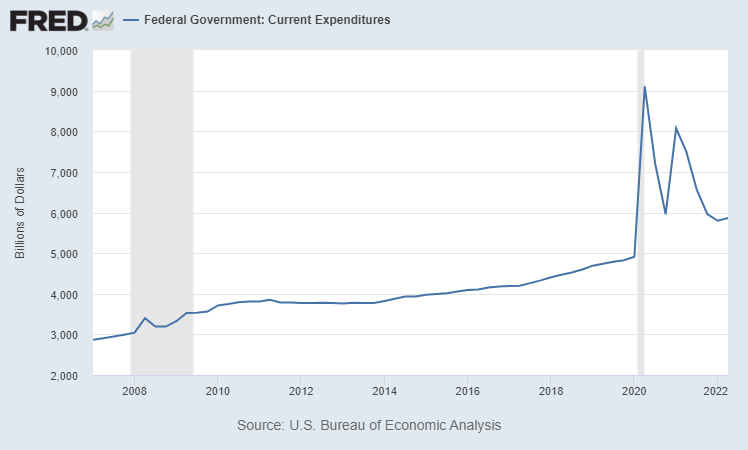 FRED
Federal Government: Current Expenditures
10,000
9,000
8,000
7,000
6,000
5,000
4,000
3,000
2,000
Billions of Dollars
2008 2010 2012 2014 2016 2018 2020 2022
Source: U.S. Bureau of Economic Analysis